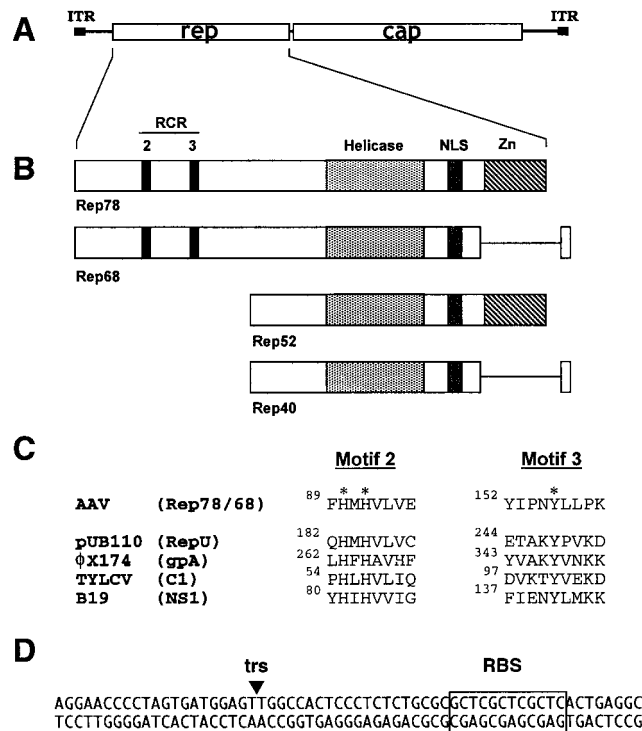 A
ITR
rep
cap
ITR
B
RCR
2 3
Helicase NLS Zn
Rep78
Rep68
Rep52
Rep40
C
Motif 2 Motif 3
* * *
AAV (Rep78/68) 89 FHMHVLVE 152 YIPNYLLPK
pUB110 (RepU) 182 QHMHVLVC 244 ETAKYPVKD
ϕX174 (gpA) 262 LHFHAVHF 343 YVAKYVNKK
TYLCV (C1) 54 PHLHVLIQ 97 DVKTYVEKD
B19 (NS1) 80 YHIHVVIG 137 FIENYLMKK
D
trs RBS
AGGAACCCCTAGTGATGGAGTTGGCCACTCCCTCTCTGCGCGCTCGCTCGCTCACTGAGGC
TCCTTGGGGATCACTACCTCAACCGGTGAGGGAGAGACGCGCGAGCGAGCGAGTGACTCCG